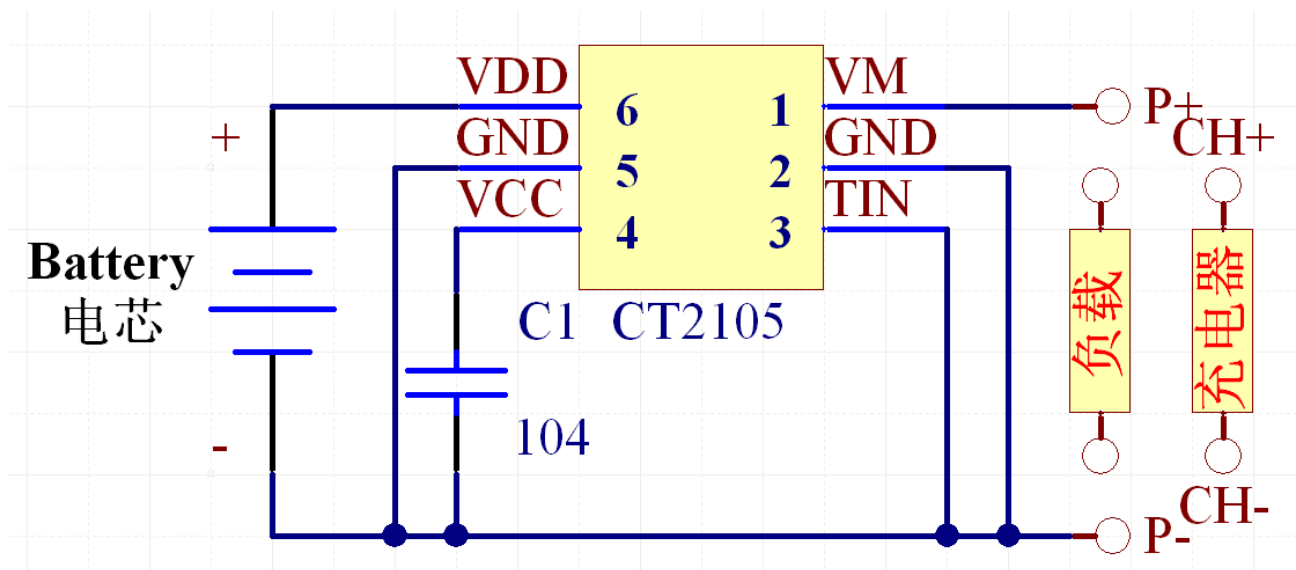 VDD
VM
6
1
P+
+
GND
GND
CH+
5
2
VCC
TIN
4
3
Battery
电芯
C1
CT2105
负载
充电器
104
-
CH-
P-